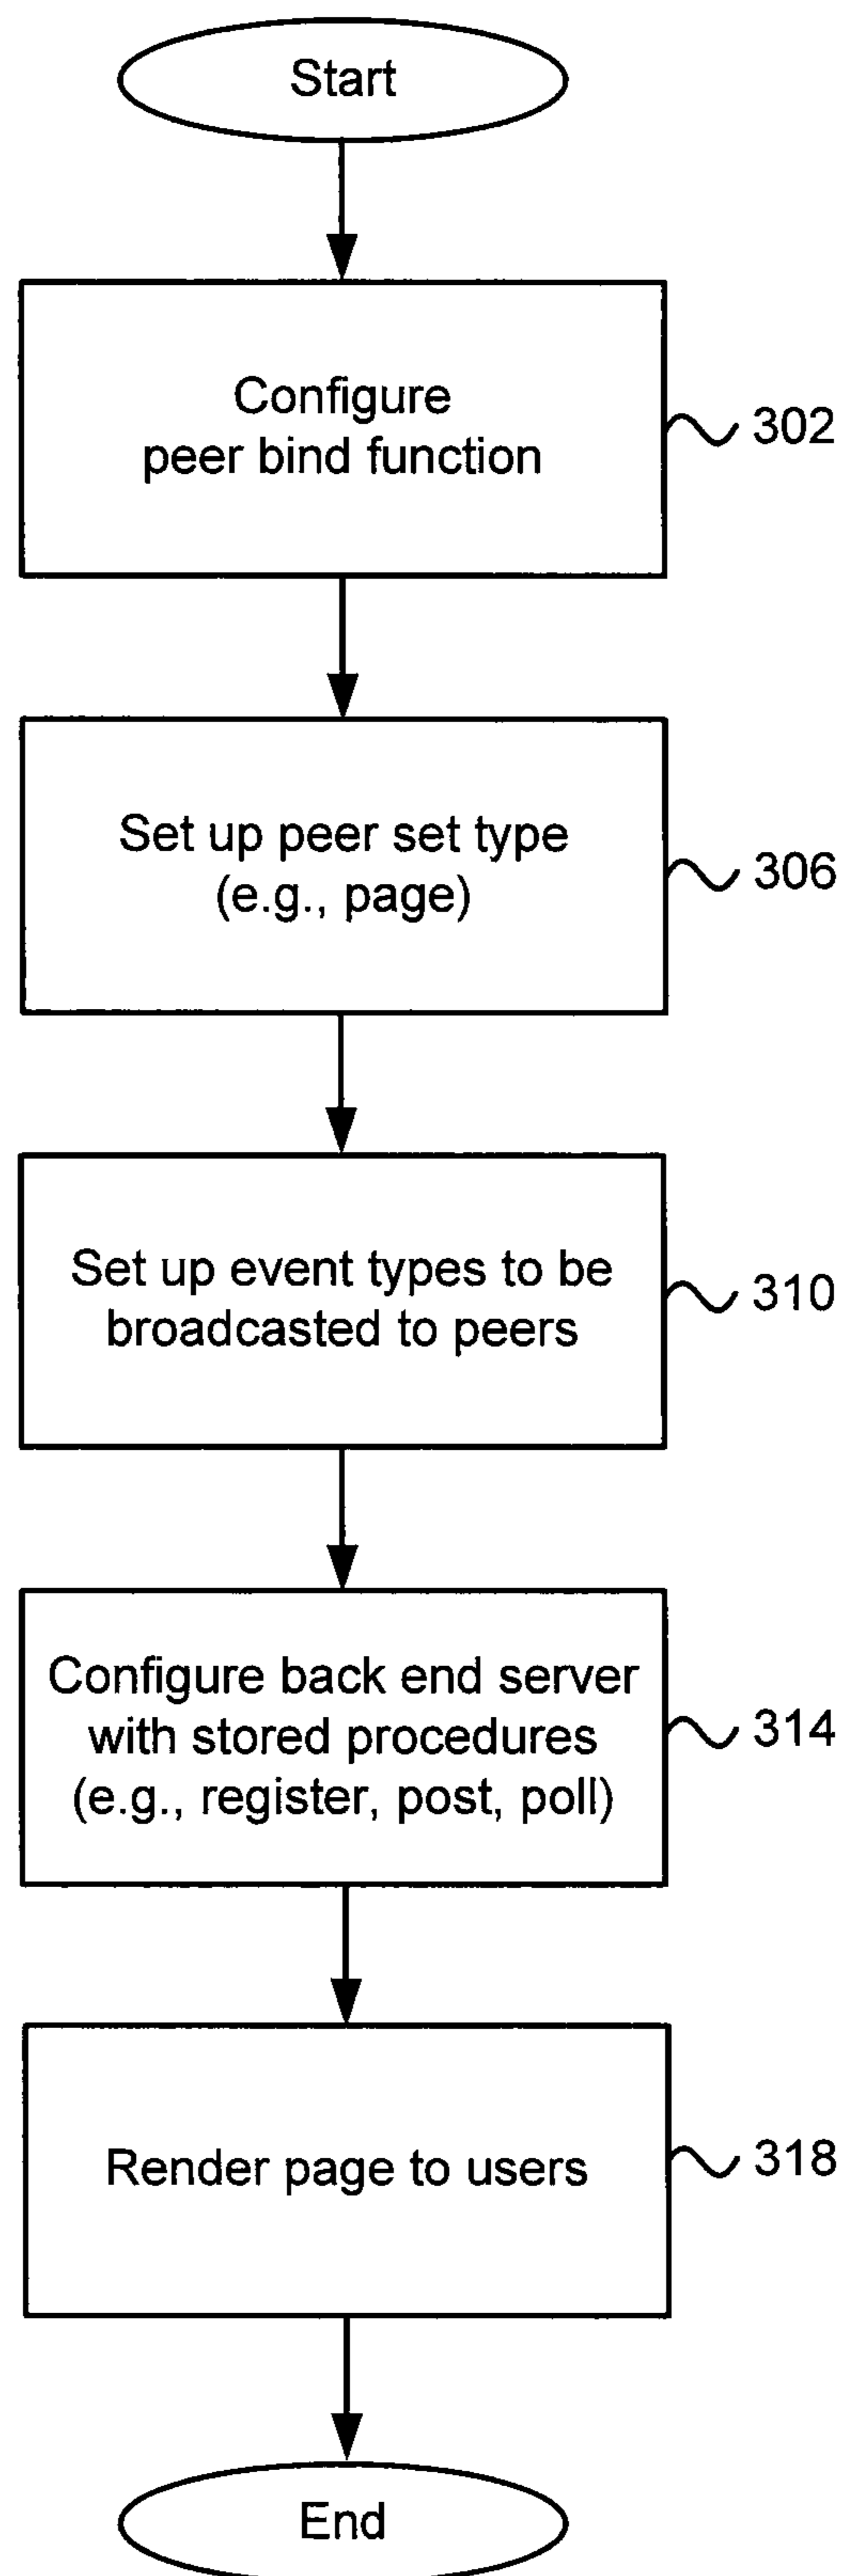 Start
Configure
peer bind function
302
Set up peer set type
(e.g., page)
306
Set up event types to be
broadcasted to peers
310
Configure back end server
with stored procedures
(e.g., register, post, poll)
314
Render page to users
318
End